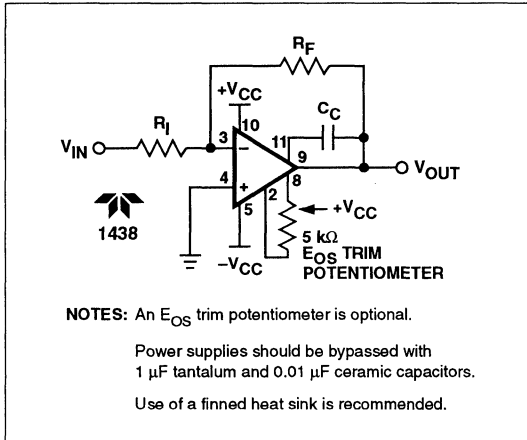 R_F
+V_CC
R_I
C_C
10
11
V_IN
3
−
9
V_OUT
4
+
8
2
5
+V_CC
1438
5 kΩ
−V_CC
E_OS TRIM
POTENTIOMETER
NOTES: An E_OS trim potentiometer is optional.
Power supplies should be bypassed with
1 µF tantalum and 0.01 µF ceramic capacitors.
Use of a finned heat sink is recommended.